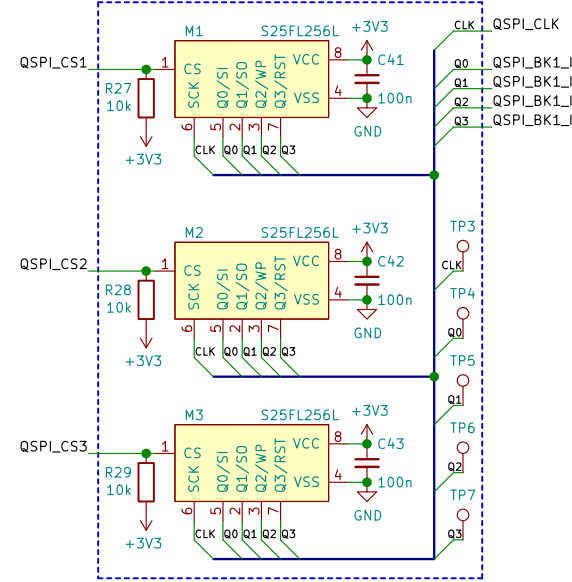 CLK QSPI_CLK
M1 S25FL256L +3V3
QSPI_CS1 1 CS VCC 8 C41
Q0 QSPI_BK1_I
Q1 QSPI_BK1_I
Q2 QSPI_BK1_I
Q3 QSPI_BK1_I
R27
10k
SCK Q0/SI Q1/SO Q2/WP Q3/RST
VSS 4 100n
6 5 2 3 7
GND
CLK Q0 Q1 Q2 Q3
+3V3
M2 S25FL256L +3V3
TP3
QSPI_CS2 1 CS VCC 8 C42
CLK
R28
10k
SCK Q0/SI Q1/SO Q2/WP Q3/RST
VSS 4 100n
TP4
6 5 2 3 7
GND
Q0
CLK Q0 Q1 Q2 Q3
+3V3
TP5
Q1
M3 S25FL256L +3V3
TP6
QSPI_CS3 1 CS VCC 8 C43
Q2
R29
10k
SCK Q0/SI Q1/SO Q2/WP Q3/RST
VSS 4 100n
TP7
6 5 2 3 7
GND
CLK Q0 Q1 Q2 Q3
Q3
+3V3